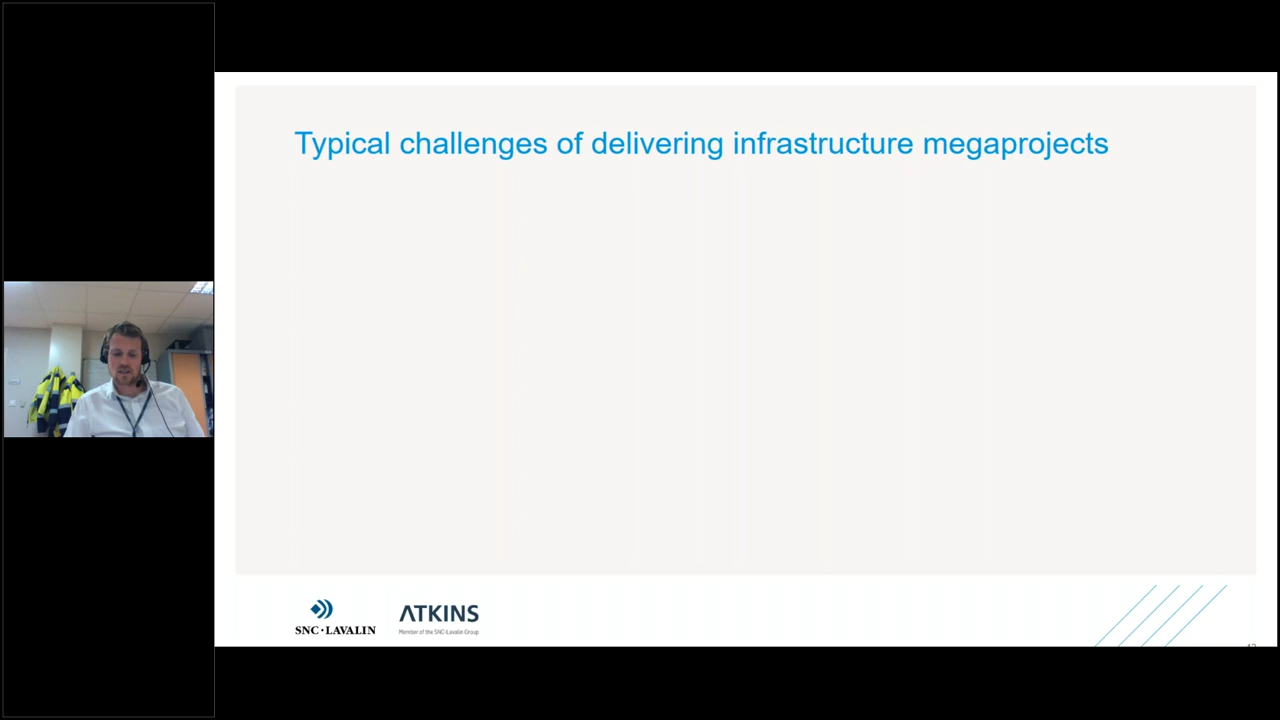 Typical challenges of delivering infrastructure megaprojects
SNC·LAVALIN
ATKINS
Member of the SNC-Lavalin Group